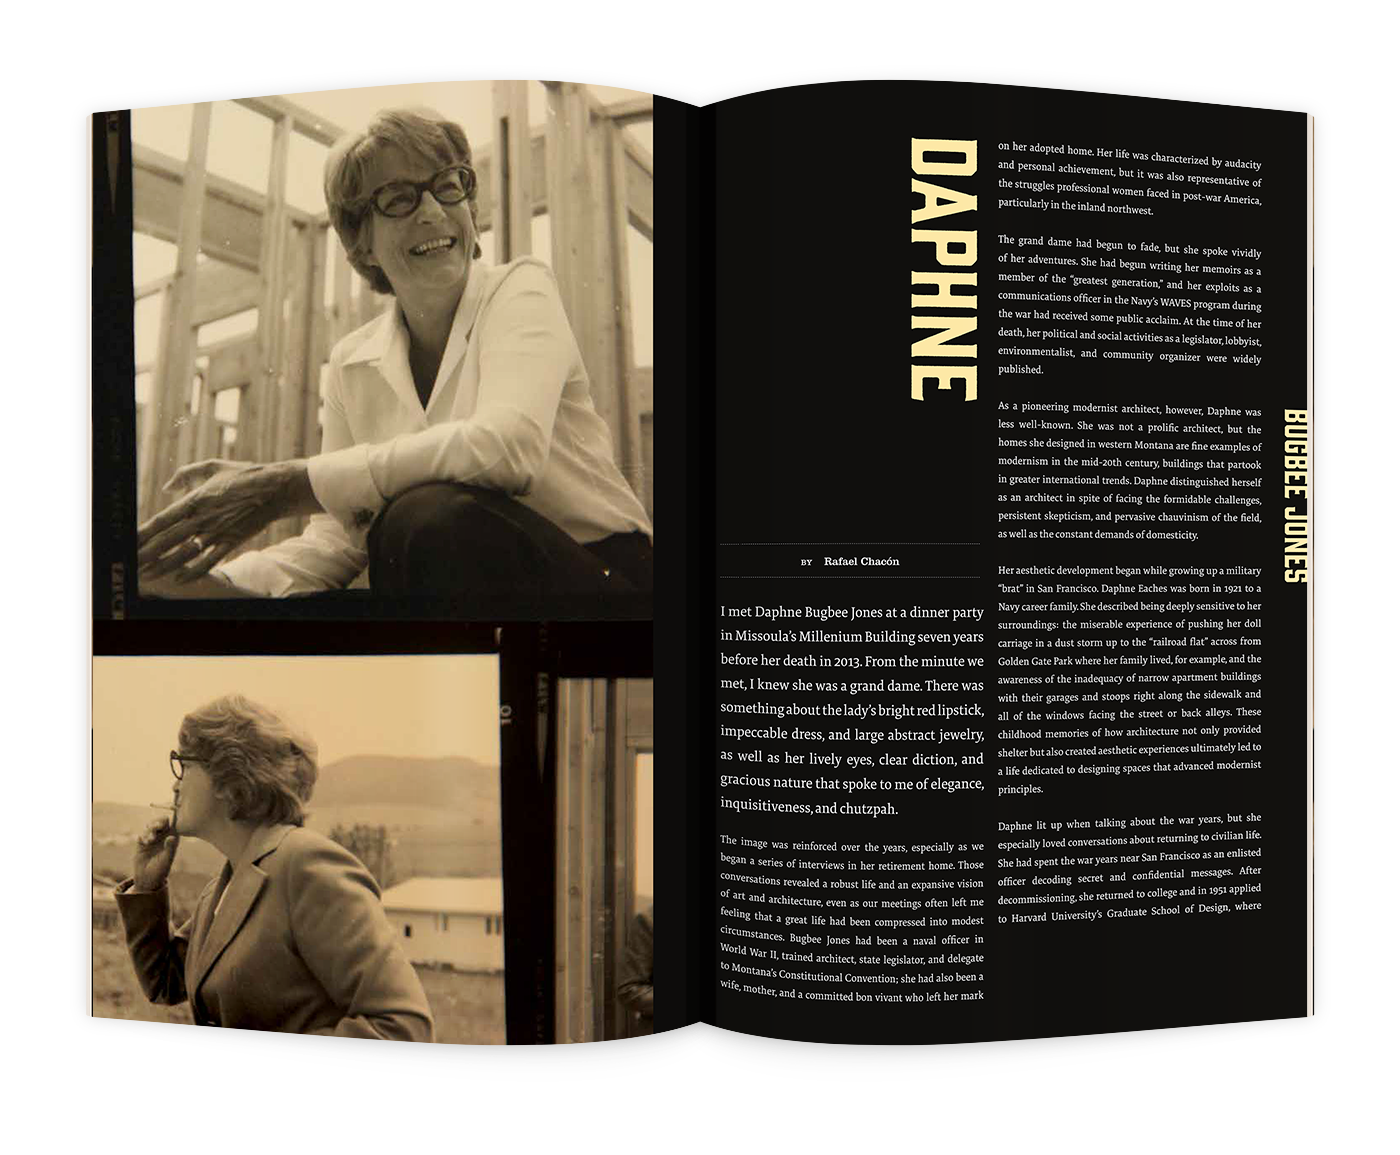 DAPHNE
BUGBEE JONES
BY Rafael Chacón
I met Daphne Bugbee Jones at a dinner party
in Missoula's Millenium Building seven years
before her death in 2013. From the minute we
met, I knew she was a grand dame. There was
something about the lady's bright red lipstick,
impeccable dress, and large abstract jewelry,
as well as her lively eyes, clear diction, and
gracious nature that spoke to me of elegance,
inquisitiveness, and chutzpah.
The image was reinforced over the years, especially as we
began a series of interviews in her retirement home. Those
conversations revealed a robust life and an expansive vision
of art and architecture, even as our meetings often left me
feeling that a great life had been compressed into modest
circumstances. Bugbee Jones had been a naval officer in
World War II, trained architect, state legislator, and delegate
to Montana's Constitutional Convention; she had also been a
wife, mother, and a committed bon vivant who left her mark
on her adopted home. Her life was characterized by audacity
and personal achievement, but it was also representative of
the struggles professional women faced in post-war America,
particularly in the inland northwest.
The grand dame had begun to fade, but she spoke vividly
of her adventures. She had begun writing her memoirs as a
member of the “greatest generation,” and her exploits as a
communications officer in the Navy's WAVES program during
the war had received some public acclaim. At the time of her
death, her political and social activities as a legislator, lobbyist,
environmentalist, and community organizer were widely
published.
As a pioneering modernist architect, however, Daphne was
less well-known. She was not a prolific architect, but the
homes she designed in western Montana are fine examples of
modernism in the mid-20th century, buildings that partook
in greater international trends. Daphne distinguished herself
as an architect in spite of facing the formidable challenges,
persistent skepticism, and pervasive chauvinism of the field,
as well as the constant demands of domesticity.
Her aesthetic development began while growing up a military
“brat” in San Francisco. Daphne Eaches was born in 1921 to a
Navy career family. She described being deeply sensitive to her
surroundings: the miserable experience of pushing her doll
carriage in a dust storm up to the “railroad flat” across from
Golden Gate Park where her family lived, for example, and the
awareness of the inadequacy of narrow apartment buildings
with their garages and stoops right along the sidewalk and
all of the windows facing the street or back alleys. These
childhood memories of how architecture not only provided
shelter but also created aesthetic experiences ultimately led to
a life dedicated to designing spaces that advanced modernist
principles.
Daphne lit up when talking about the war years, but she
especially loved conversations about returning to civilian life.
She had spent the war years near San Francisco as an enlisted
officer decoding secret and confidential messages. After
decommissioning, she returned to college and in 1951 applied
to Harvard University's Graduate School of Design, where